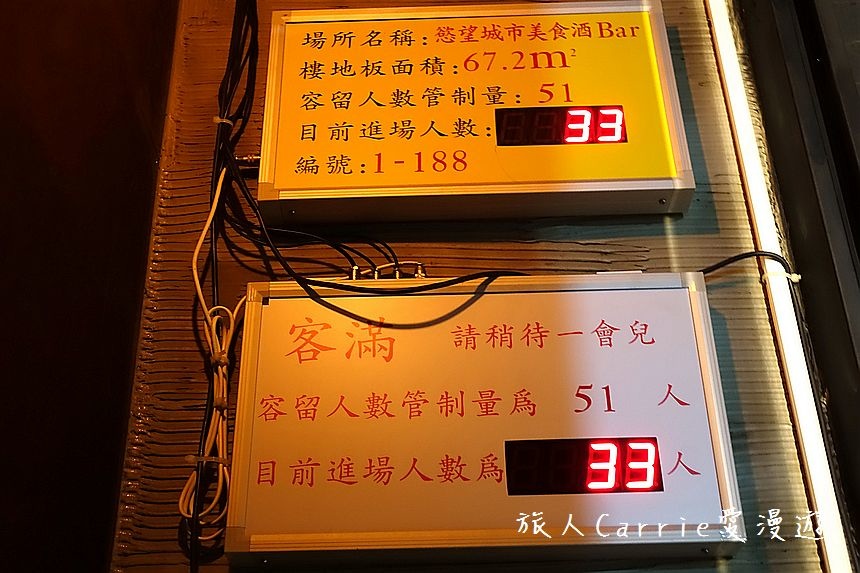 場所名稱:慾望城市美食酒Bar
樓地板面積:67.2m²
容留人數管制量:51
目前進場人數:33
編號:1-188
客滿 請稍待一會兒
容留人數管制量爲 51 人
目前進場人數爲 33 人
旅人Carrie愛漫遊